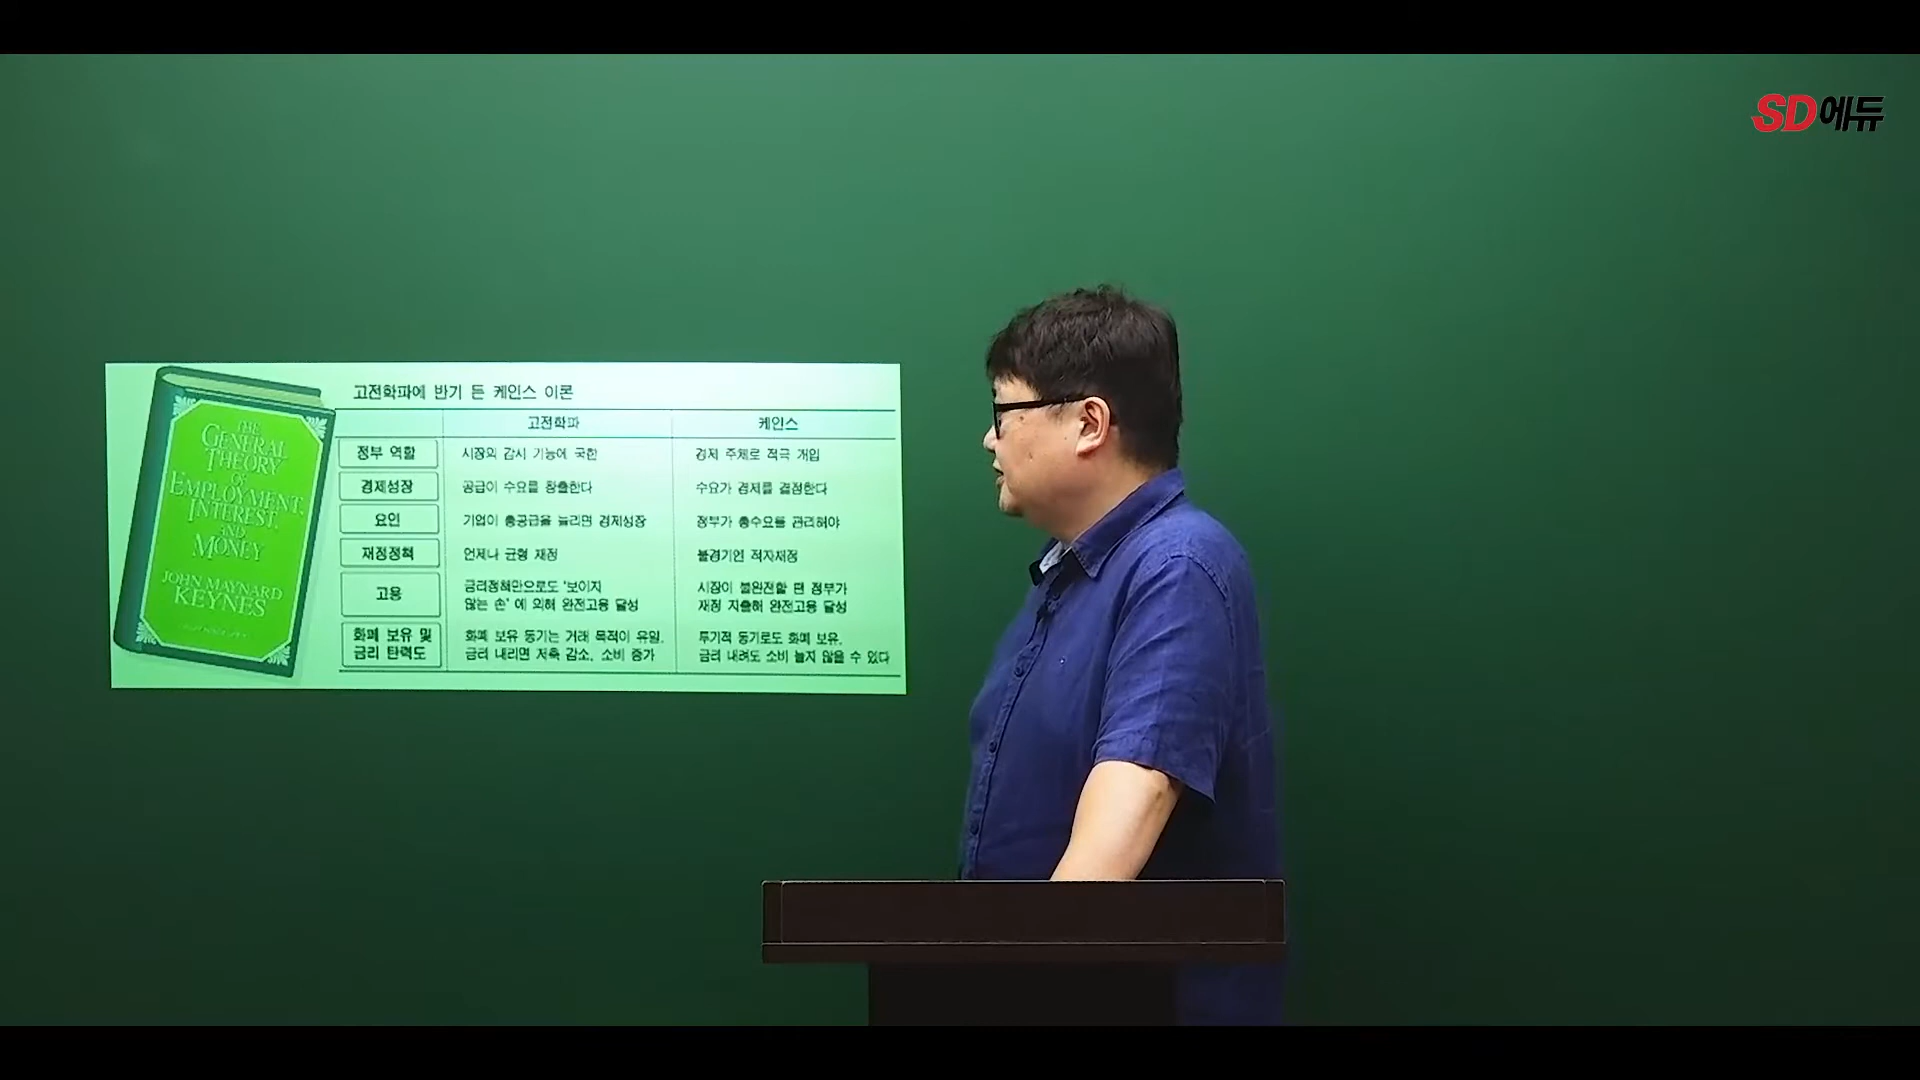 SD에듀
THE
GENERAL
THEORY
OF
EMPLOYMENT,
INTEREST,
AND
MONEY
JOHN MAYNARD
KEYNES
고전학파에 반기 든 케인스 이론
고전학파 케인스
정부 역할 시장의 감시 기능에 국한 경제 주체로 적극 개입
경제성장 공급이 수요를 창출한다 수요가 경제를 결정한다
요인 기업이 총공급을 늘리면 경제성장 정부가 총수요를 관리해야
재정정책 언제나 균형 재정 불경기엔 적자재정
고용 금리정책만으로도 '보이지
않는 손' 에 의해 완전고용 달성
시장이 불완전할 땐 정부가
재정 지출해 완전고용 달성
화폐 보유 및
금리 탄력도
화폐 보유 동기는 거래 목적이 유일.
금리 내리면 저축 감소, 소비 증가
투기적 동기로도 화폐 보유.
금리 내려도 소비 늘지 않을 수 있다